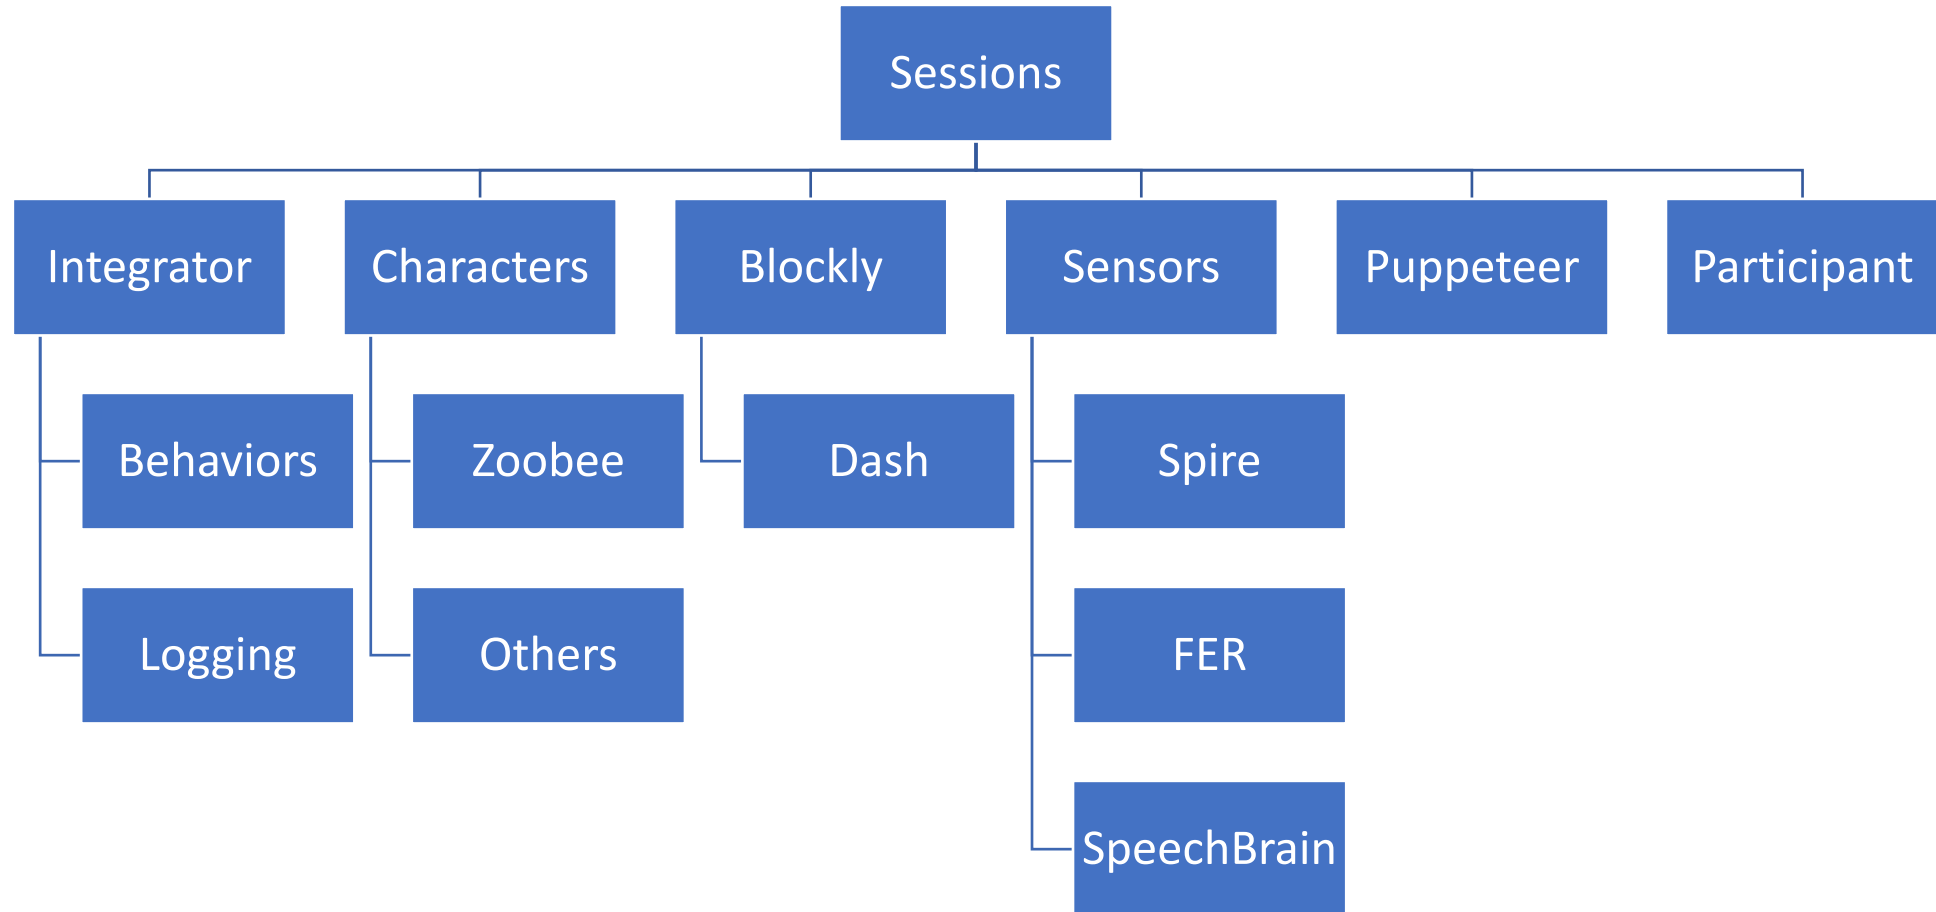 Sessions
Integrator
Characters
Blockly
Sensors
Puppeteer
Participant
Behaviors
Zoobee
Dash
Spire
Logging
Others
FER
SpeechBrain